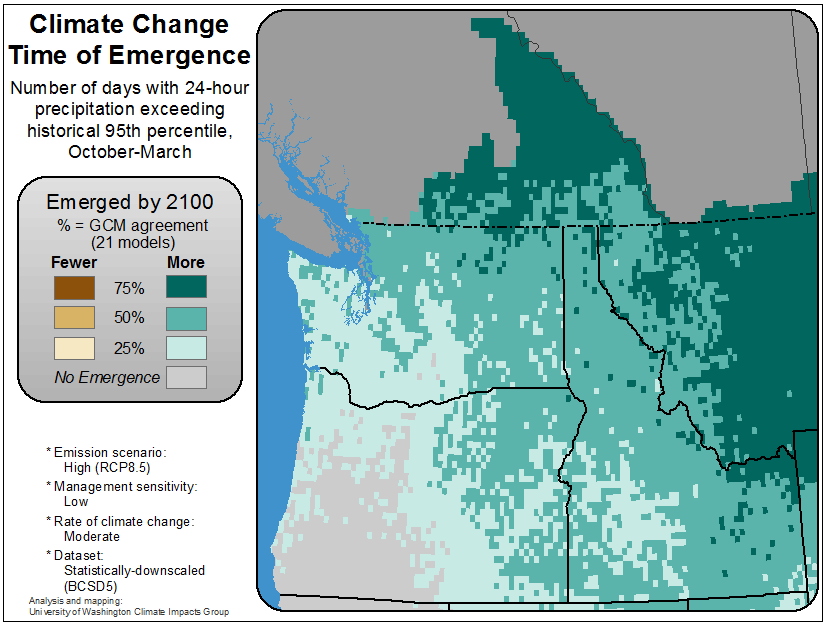 Climate Change
Time of Emergence
Number of days with 24-hour
precipitation exceeding
historical 95th percentile,
October-March
Emerged by 2100
% = GCM agreement
(21 models)
Fewer More
75%
50%
25%
No Emergence
* Emission scenario:
High (RCP8.5)
* Management sensitivity:
Low
* Rate of climate change:
Moderate
* Dataset:
Statistically-downscaled
(BCSD5)
Analysis and mapping:
University of Washington Climate Impacts Group